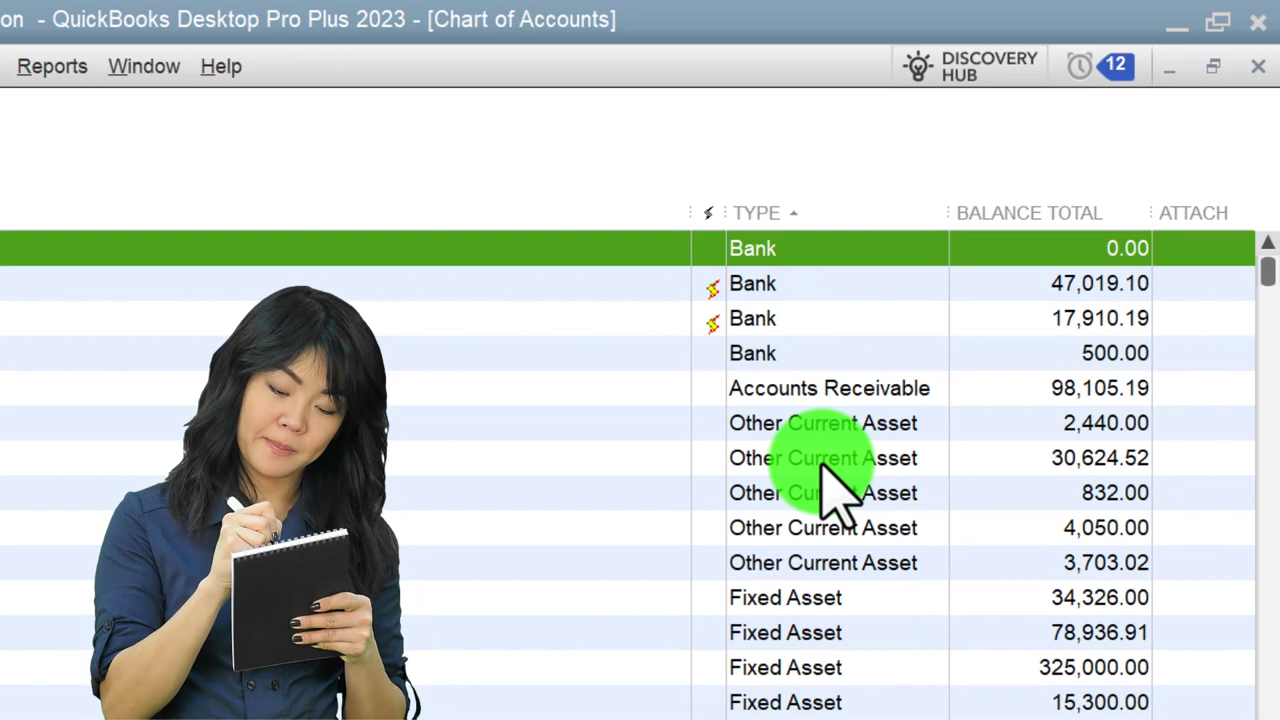 on - QuickBooks Desktop Pro Plus 2023 - [Chart of Accounts]
Reports Window Help DISCOVERY HUB 12
TYPE BALANCE TOTAL ATTACH
Bank 0.00
Bank 47,019.10
Bank 17,910.19
Bank 500.00
Accounts Receivable 98,105.19
Other Current Asset 2,440.00
Other Current Asset 30,624.52
Other Current Asset 832.00
Other Current Asset 4,050.00
Other Current Asset 3,703.02
Fixed Asset 34,326.00
Fixed Asset 78,936.91
Fixed Asset 325,000.00
Fixed Asset 15,300.00